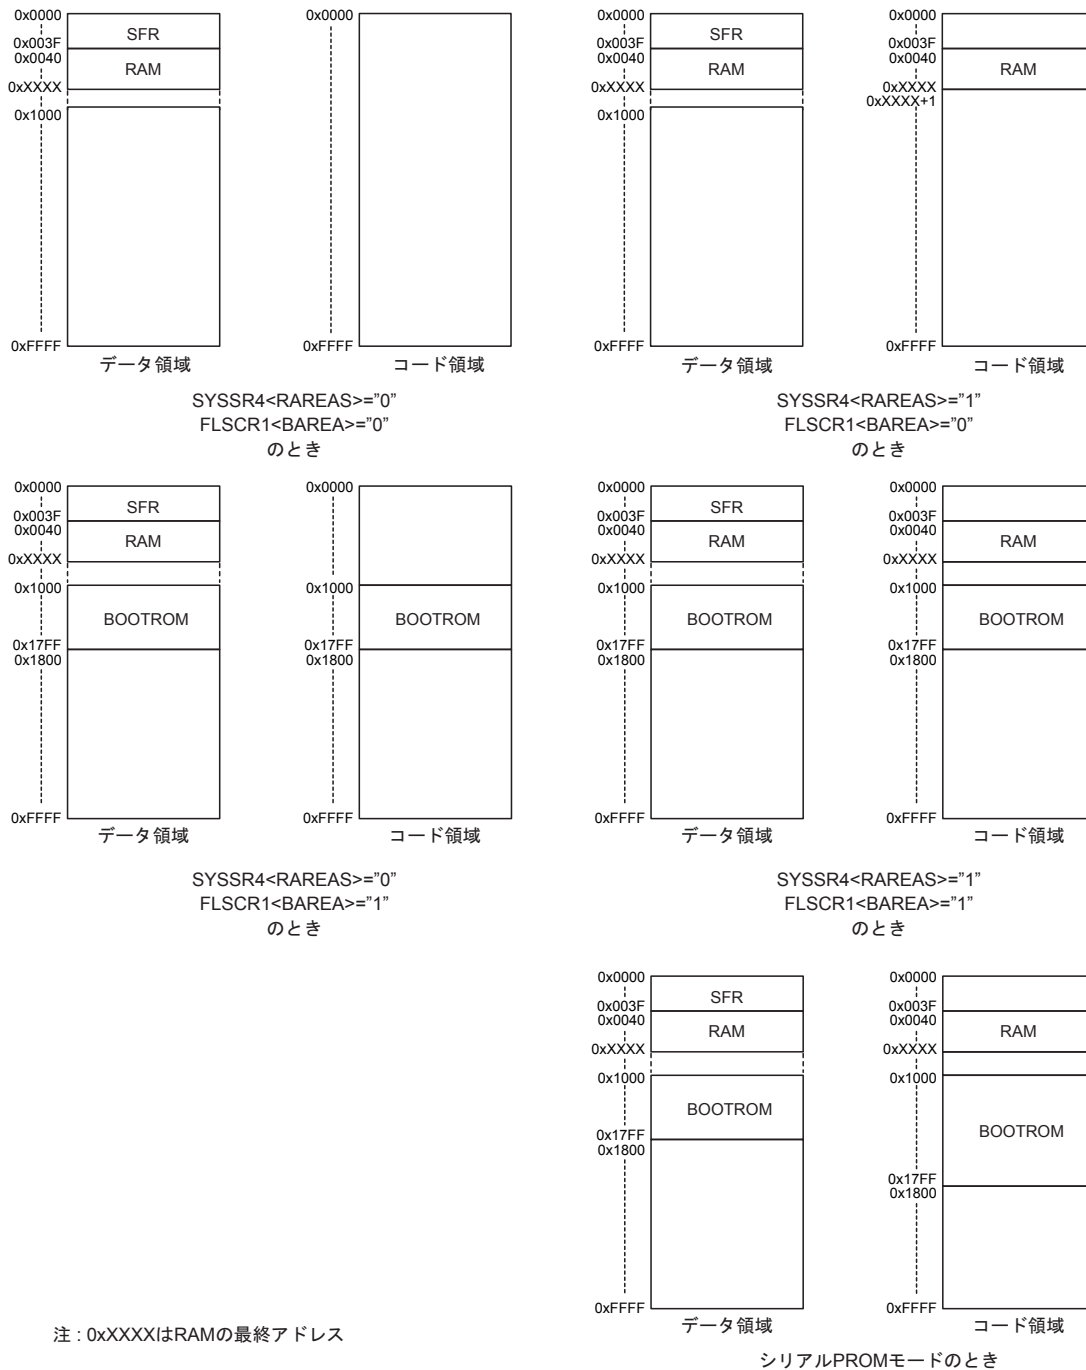 0x0000
SFR
0x003F
0x0040
RAM
0xXXXX
0x1000
0xFFFF
データ領域
0x0000
0xFFFF
コード領域
SYSSR4<RAREAS>=”0”
FLSCR1<BAREA>=”0”
のとき
0x0000
SFR
0x003F
0x0040
RAM
0xXXXX
0x1000
0xFFFF
データ領域
0x0000
0x003F
0x0040
RAM
0xXXXX
0xXXXX+1
0xFFFF
コード領域
SYSSR4<RAREAS>=”1”
FLSCR1<BAREA>=”0”
のとき
0x0000
SFR
0x003F
0x0040
RAM
0xXXXX
0x1000
BOOTROM
0x17FF
0x1800
0xFFFF
データ領域
0x0000
0x1000
BOOTROM
0x17FF
0x1800
0xFFFF
コード領域
SYSSR4<RAREAS>=”0”
FLSCR1<BAREA>=”1”
のとき
0x0000
SFR
0x003F
0x0040
RAM
0xXXXX
0x1000
BOOTROM
0x17FF
0x1800
0xFFFF
データ領域
0x0000
0x003F
0x0040
RAM
0xXXXX
0x1000
BOOTROM
0x17FF
0x1800
0xFFFF
コード領域
SYSSR4<RAREAS>=”1”
FLSCR1<BAREA>=”1”
のとき
0x0000
SFR
0x003F
0x0040
RAM
0xXXXX
0x1000
BOOTROM
0x17FF
0x1800
0xFFFF
データ領域
0x0000
0x003F
0x0040
RAM
0xXXXX
0x1000
BOOTROM
0x17FF
0x1800
0xFFFF
コード領域
シリアルPROMモードのとき
注 : 0xXXXXはRAMの最終アドレス